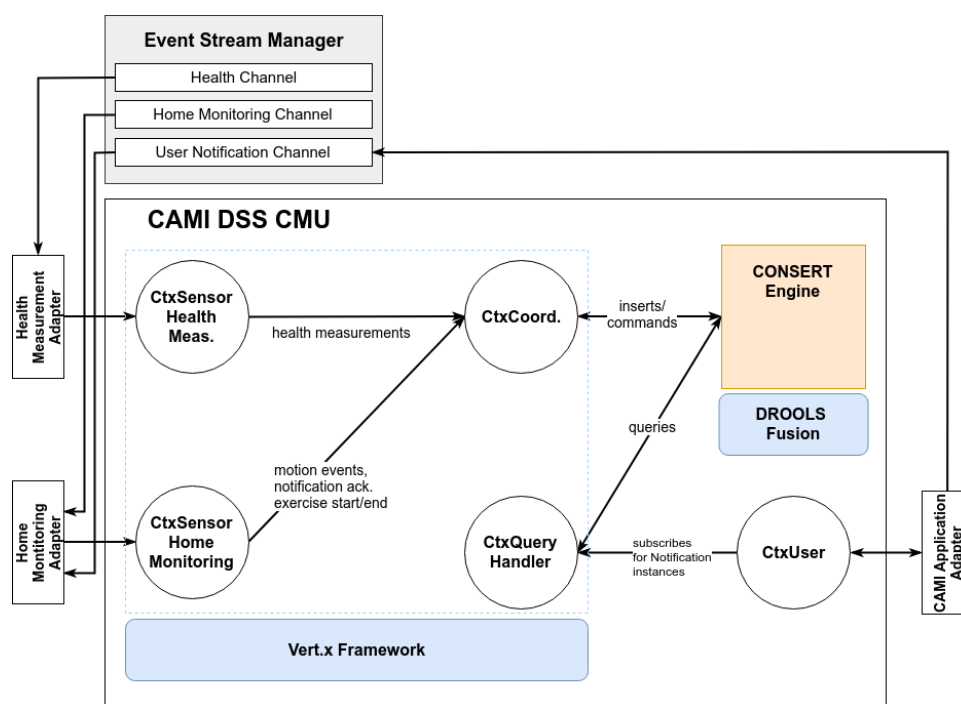 Event Stream Manager
Health Channel
Home Monitoring Channel
User Notification Channel
CAMI DSS CMU
Health
Measurement
Adapter
CtxSensor
Health
Meas.
health measurements
CtxCoord.
inserts/
commands
CONSERT
Engine
DROOLS
Fusion
queries
motion events,
notification ack.
exercise start/end
Home
Montitoring
Adapter
CtxSensor
Home
Monitoring
CtxQuery
Handler
subscribes
for Notification
instances
CtxUser
CAMI Application
Adapter
Vert.x Framework